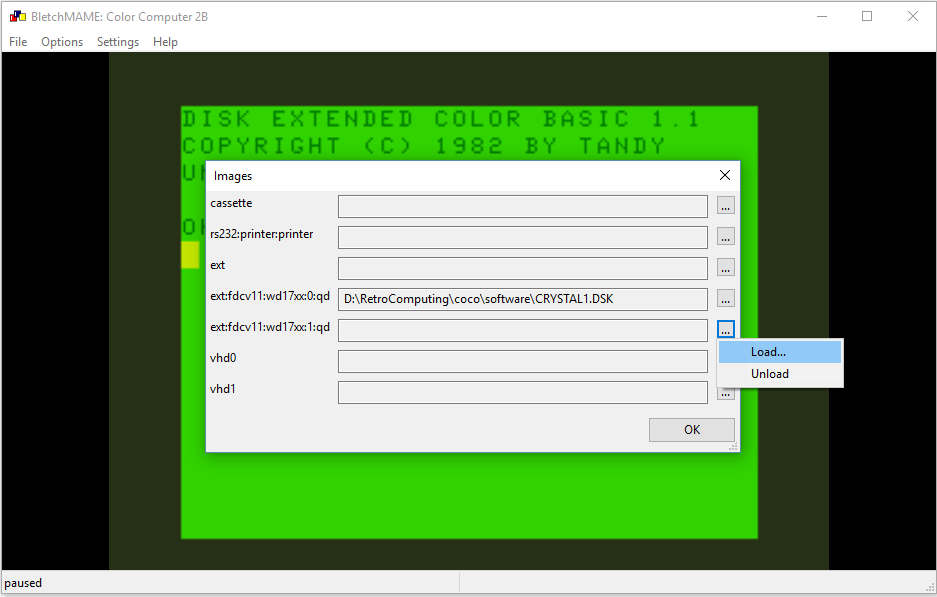 BletchMAME: Color Computer 2B
File Options Settings Help
DISK EXTENDED COLOR BASIC 1.1
COPYRIGHT (C) 1982 BY TANDY
Images
cassette ...
rs232:printer:printer ...
ext ...
ext:fdcv11:wd17xx:0:qd D:\RetroComputing\coco\software\CRYSTAL1.DSK ...
ext:fdcv11:wd17xx:1:qd ...
Load...
vhd0
Unload
vhd1 ...
OK
paused